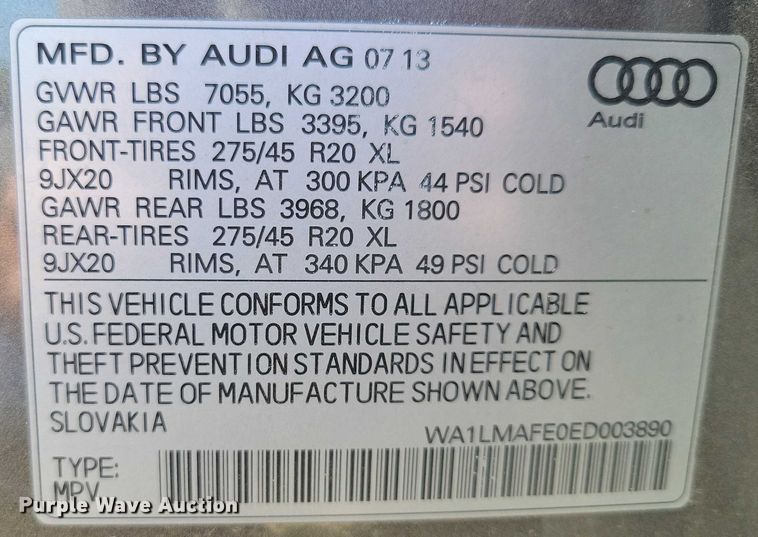 MFD. BY AUDI AG 07 13
GVWR LBS 7055, KG 3200
GAWR FRONT LBS 3395, KG 1540
Audi
FRONT-TIRES 275/45 R20 XL
9JX20 RIMS, AT 300 KPA 44 PSI COLD
GAWR REAR LBS 3968, KG 1800
REAR-TIRES 275/45 R20 XL
9JX20 RIMS, AT 340 KPA 49 PSI COLD
THIS VEHICLE CONFORMS TO ALL APPLICABLE
U.S. FEDERAL MOTOR VEHICLE SAFETY AND
THEFT PREVENTION STANDARDS IN EFFECT ON
THE DATE OF MANUFACTURE SHOWN ABOVE.
SLOVAKIA
WA1LMAFE0ED003890
TYPE:
MPV
Purple Wave Auction